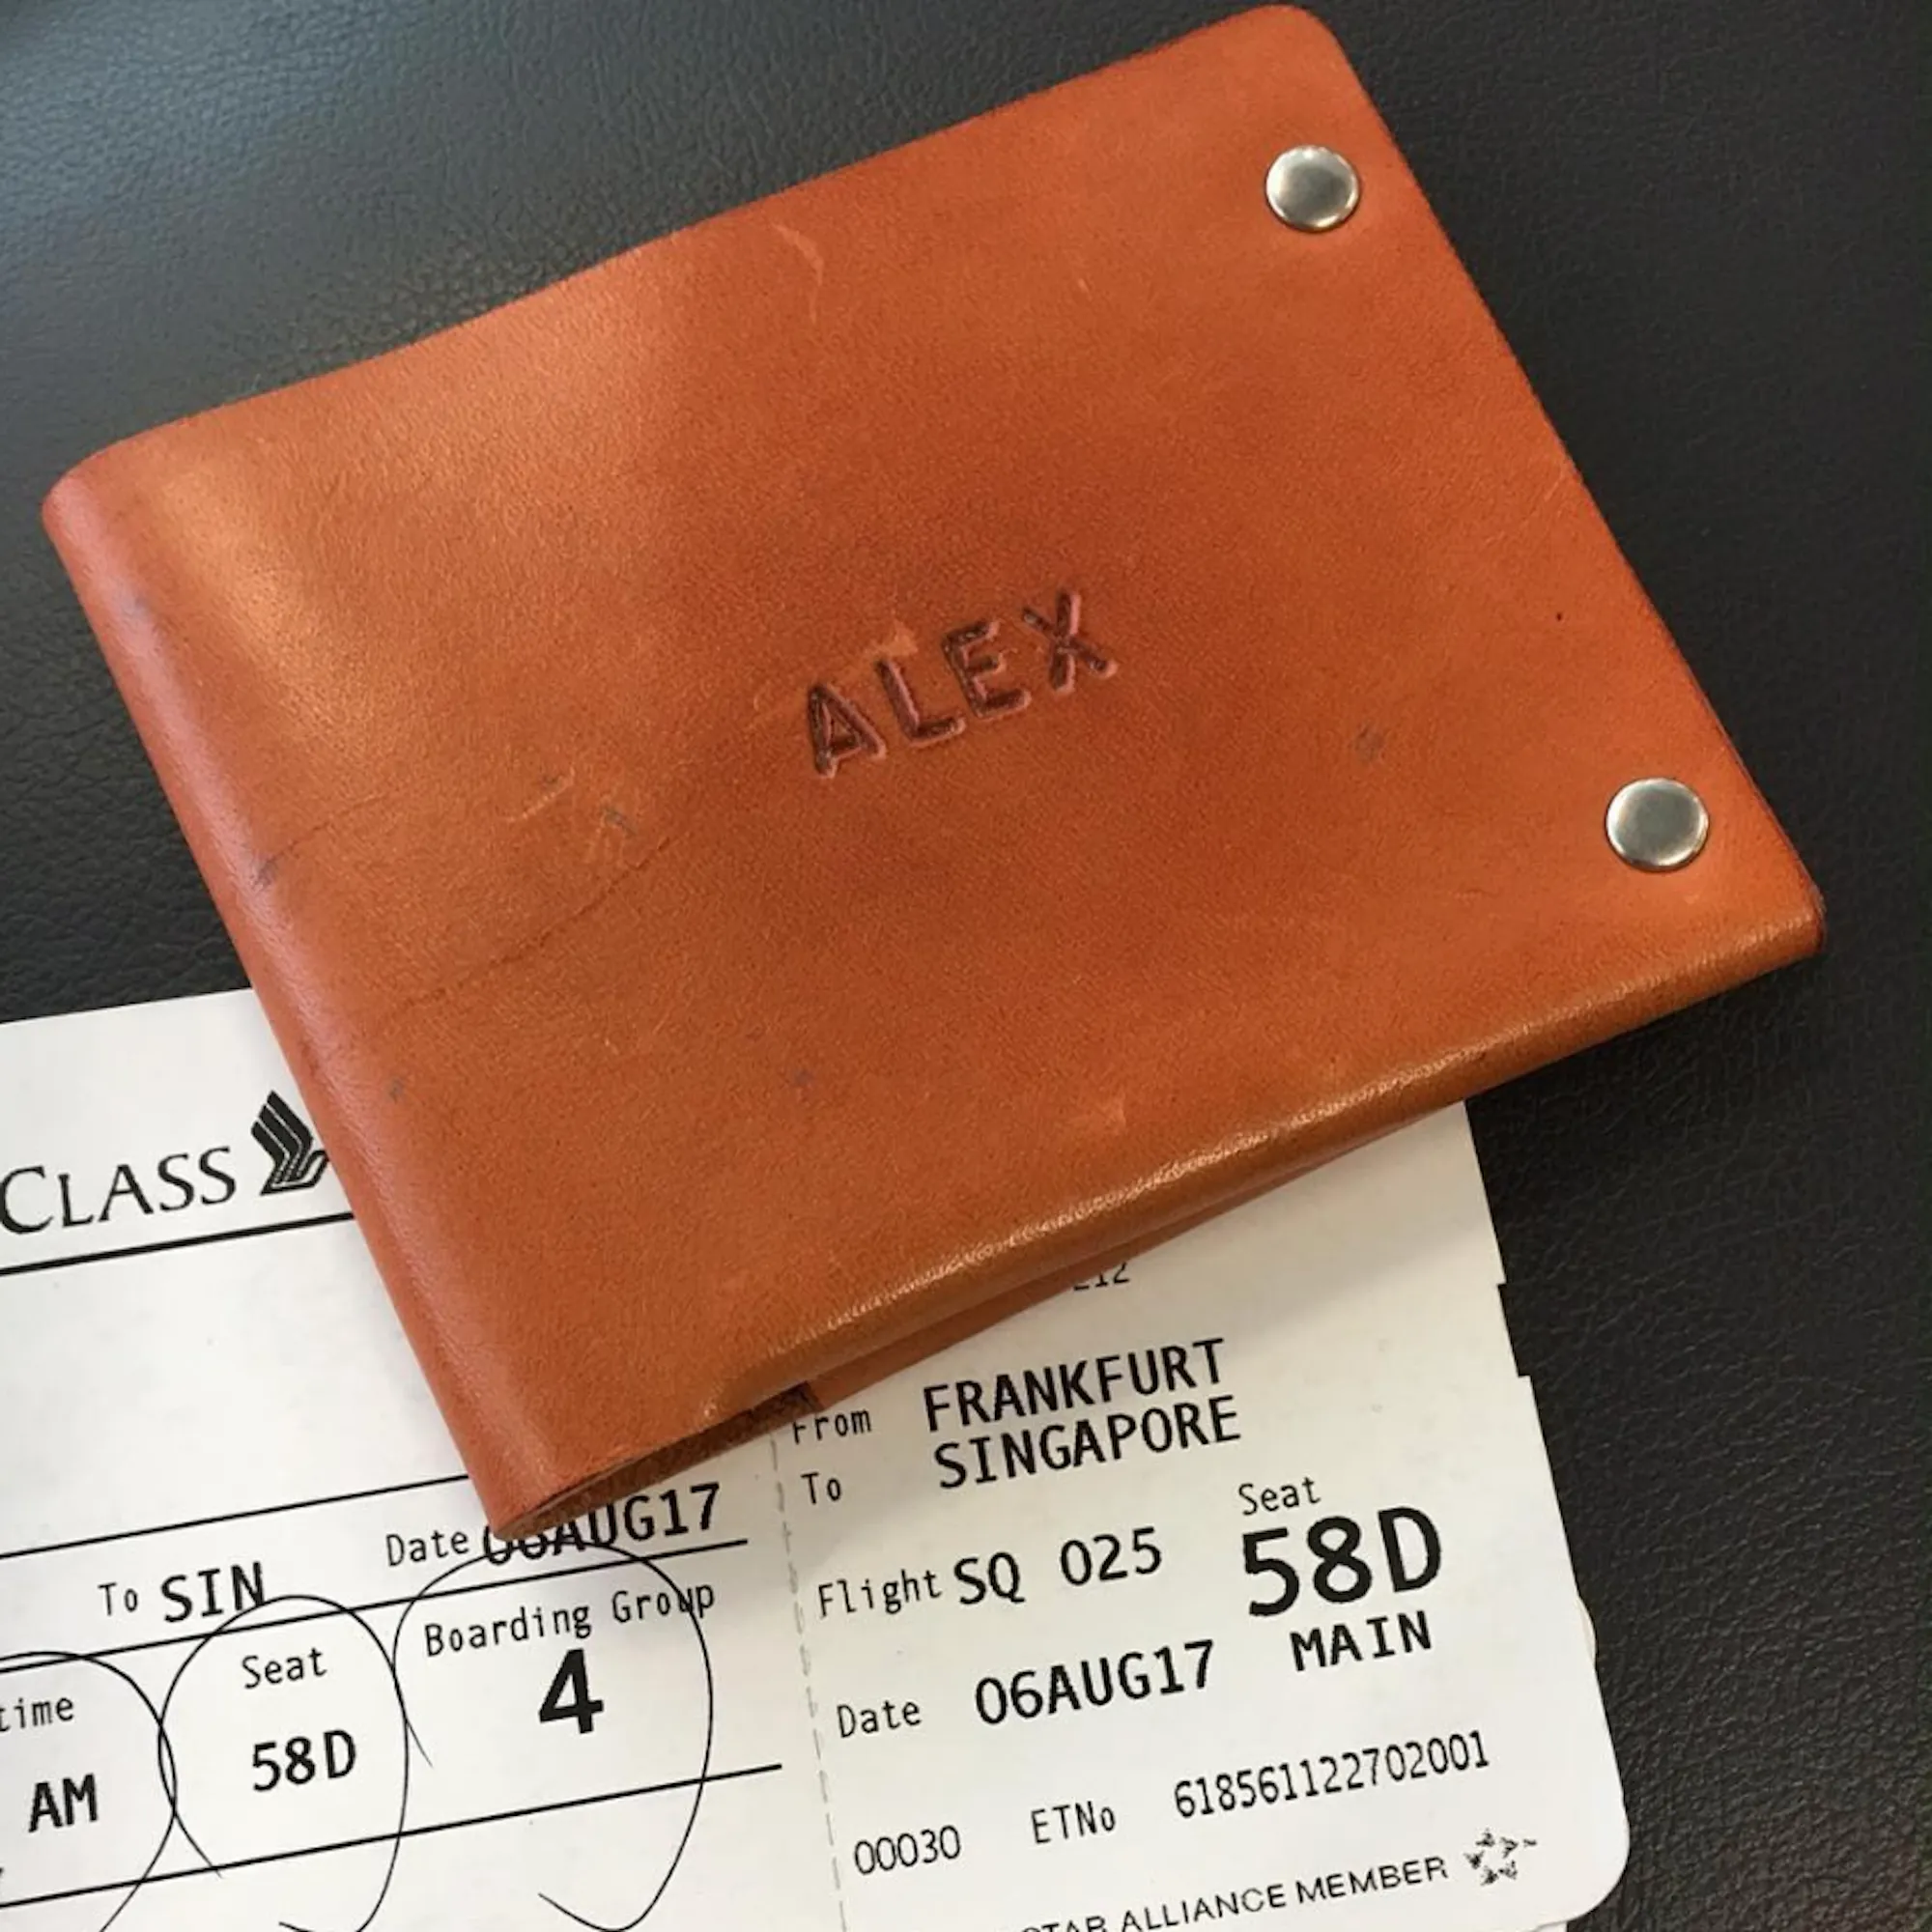 ALEX
CLASS
To SIN
Date 06AUG17
time
Seat
Boarding Group
AM
58D
4
From FRANKFURT
To SINGAPORE
Flight SQ 025
Seat
58D
MAIN
Date 06AUG17
00030 ETNo 618561122702001
STAR ALLIANCE MEMBER